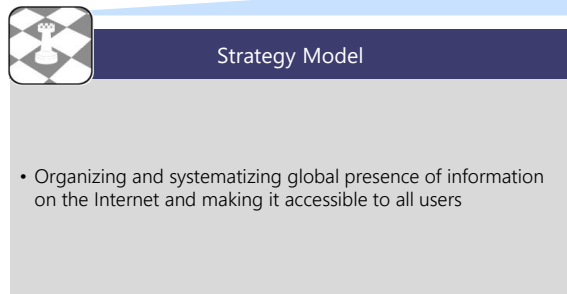 Strategy Model
• Organizing and systematizing global presence of information
on the Internet and making it accessible to all users